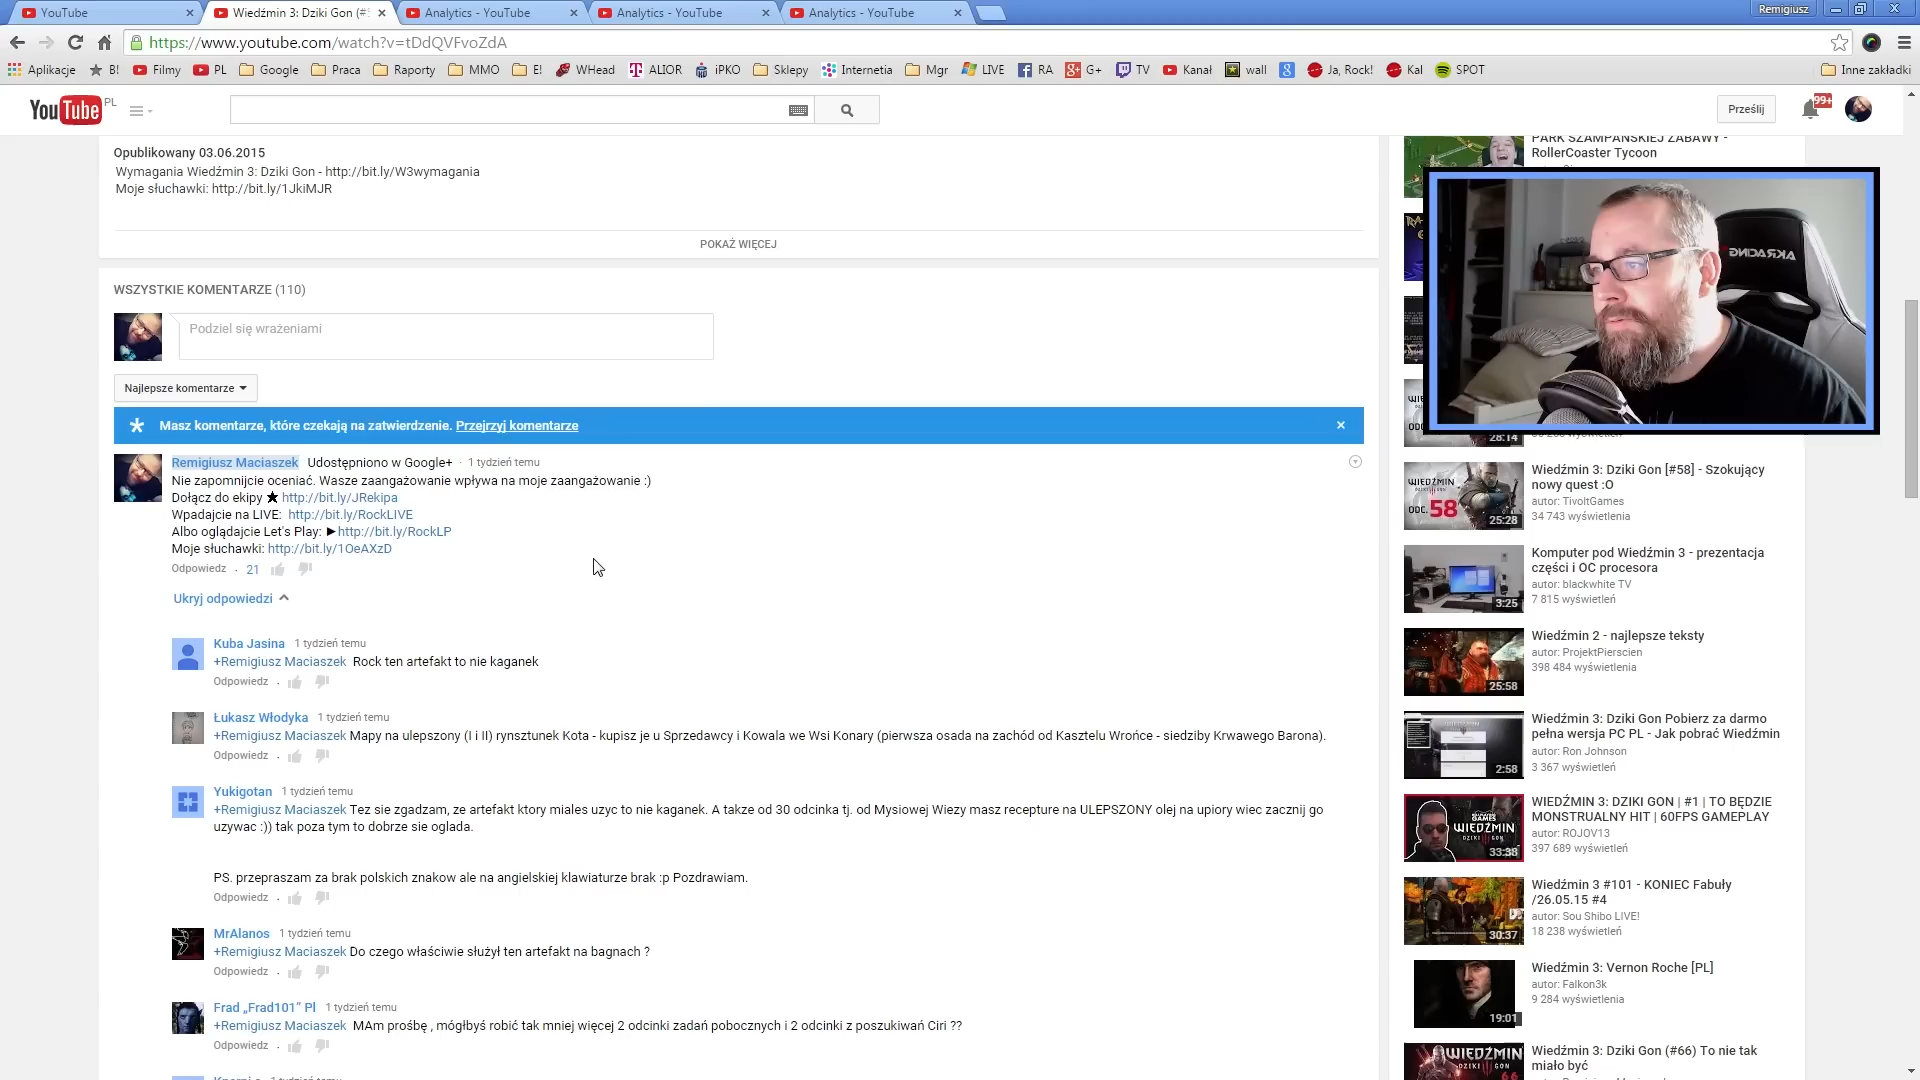 YouTube
Wiedźmin 3: Dziki Gon (#
Analytics - YouTube
Analytics - YouTube
Analytics - YouTube
Remigiusz
https://www.youtube.com/watch?v=tDdQVFvoZdA
Aplikacje
B!
Filmy
PL
Google
Praca
Raporty
MMO
E!
WHead
ALIOR
iPKO
Sklepy
Internetia
Mgr
LIVE
RA
G+
TV
Kanał
wall
Ja, Rock!
Kal
SPOT
Inne zakładki
YouTube PL
Prześlij
99+
Opublikowany 03.06.2015
Wymagania Wiedźmin 3: Dziki Gon - http://bit.ly/W3wymagania
Moje słuchawki: http://bit.ly/1JkiMJR
POKAŻ WIĘCEJ
WSZYSTKIE KOMENTARZE (110)
Podziel się wrażeniami
Najlepsze komentarze
Masz komentarze, które czekają na zatwierdzenie. Przejrzyj komentarze
Remigiusz Maciaszek Udostępniono w Google+ · 1 tydzień temu
Nie zapomnijcie oceniać. Wasze zaangażowanie wpływa na moje zaangażowanie :)
Dołącz do ekipy ★ http://bit.ly/JRekipa
Wpadajcie na LIVE: http://bit.ly/RockLIVE
Albo oglądajcie Let's Play: ►http://bit.ly/RockLP
Moje słuchawki: http://bit.ly/1OeAXzD
Odpowiedz · 21
Ukryj odpowiedzi
Kuba Jasina 1 tydzień temu
+Remigiusz Maciaszek Rock ten artefakt to nie kaganek
Odpowiedz ·
Łukasz Włodyka 1 tydzień temu
+Remigiusz Maciaszek Mapy na ulepszony (I i II) rynsztunek Kota - kupisz je u Sprzedawcy i Kowala we Wsi Konary (pierwsza osada na zachód od Kasztelu Wrońce - siedziby Krwawego Barona).
Odpowiedz ·
Yukigotan 1 tydzień temu
+Remigiusz Maciaszek Tez sie zgadzam, ze artefakt ktory miales uzyc to nie kaganek. A takze od 30 odcinka tj. od Mysiowej Wiezy masz recepture na ULEPSZONY olej na upiory wiec zacznij go
uzywac :)) tak poza tym to dobrze sie oglada.
PS. przepraszam za brak polskich znakow ale na angielskiej klawiaturze brak :p Pozdrawiam.
Odpowiedz ·
MrAlanos 1 tydzień temu
+Remigiusz Maciaszek Do czego właściwie służył ten artefakt na bagnach ?
Odpowiedz ·
Frad „Frad101” Pl 1 tydzień temu
+Remigiusz Maciaszek MAm prośbę , mógłbyś robić tak mniej więcej 2 odcinki zadań pobocznych i 2 odcinki z poszukiwań Ciri ??
Odpowiedz ·
1 tydzień temu
PARK SZAMPAŃSKIEJ ZABAWY -
RollerCoaster Tycoon
AKRACING
28:14
WIEDŹMIN
ODC. 58
25:28
Wiedźmin 3: Dziki Gon [#58] - Szokujący
nowy quest :O
autor: TivoltGames
34 743 wyświetlenia
3:25
Komputer pod Wiedźmin 3 - prezentacja
części i OC procesora
autor: blackwhite TV
7 815 wyświetleń
25:58
Wiedźmin 2 - najlepsze teksty
autor: ProjektPierscien
398 484 wyświetlenia
2:58
Wiedźmin 3: Dziki Gon Pobierz za darmo
pełna wersja PC PL - Jak pobrać Wiedźmin
autor: Ron Johnson
3 367 wyświetleń
GAMES
WIEDŹMIN
DZIKI GON
33:38
WIEDŹMIN 3: DZIKI GON | #1 | TO BĘDZIE
MONSTRUALNY HIT | 60FPS GAMEPLAY
autor: ROJOV13
397 689 wyświetleń
30:37
Wiedźmin 3 #101 - KONIEC Fabuły
/26.05.15 #4
autor: Sou Shibo LIVE!
18 238 wyświetleń
19:01
Wiedźmin 3: Vernon Roche [PL]
autor: Falkon3k
9 284 wyświetlenia
WIEDŹMIN
DZIKI GON
66
Wiedźmin 3: Dziki Gon (#66) To nie tak
miało być